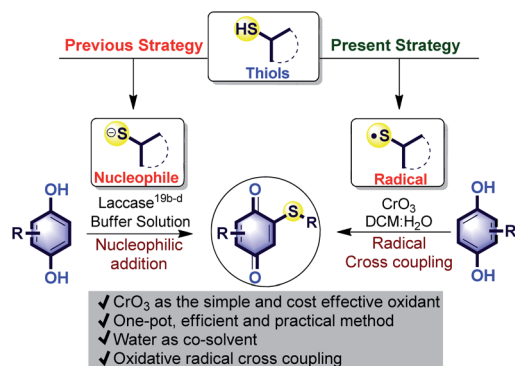 Previous Strategy
HS
Thiols
Present Strategy
⊖S
Nucleophile
•S
Radical
OH
R
OH
Laccase19b-d
Buffer Solution
Nucleophilic
addition
O
S
R
R
O
CrO3
DCM:H2O
Radical
Cross coupling
OH
R
OH
✓ CrO3 as the simple and cost effective oxidant
✓ One-pot, efficient and practical method
✓ Water as co-solvent
✓ Oxidative radical cross coupling